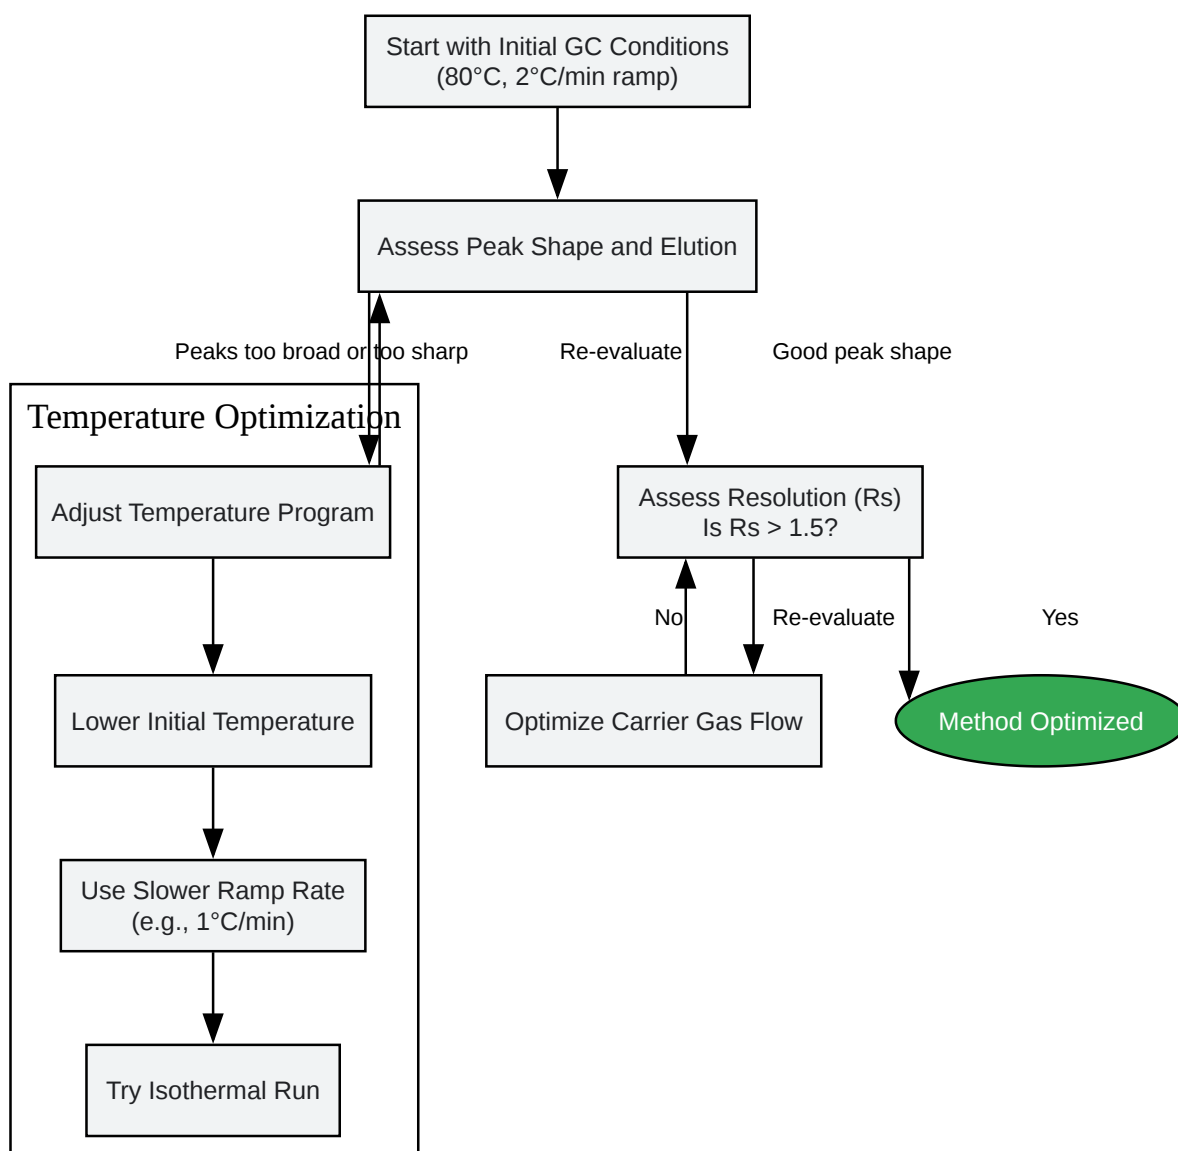 Start with Initial GC Conditions
(80°C, 2°C/min ramp)
Assess Peak Shape and Elution
Peaks too broad or too sharp
Re-evaluate
Good peak shape
Temperature Optimization
Adjust Temperature Program
Assess Resolution (Rs)
Is Rs > 1.5?
No
Re-evaluate
Yes
Lower Initial Temperature
Optimize Carrier Gas Flow
Method Optimized
Use Slower Ramp Rate
(e.g., 1°C/min)
Try Isothermal Run